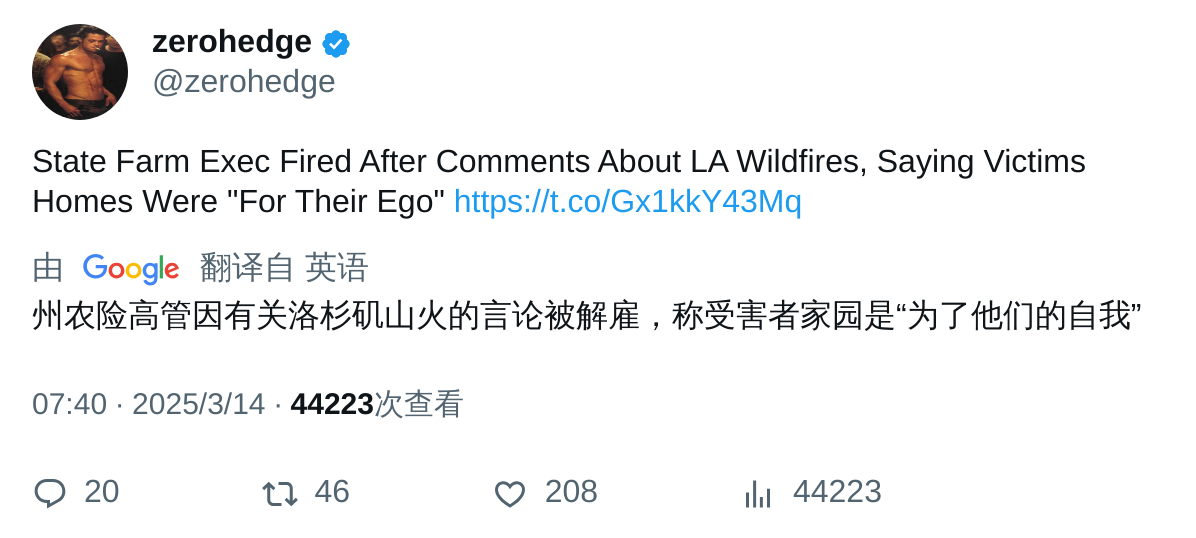 zerohedge
@zerohedge
State Farm Exec Fired After Comments About LA Wildfires, Saying Victims
Homes Were "For Their Ego" https://t.co/Gx1kkY43Mq
由 Google 翻译自 英语
州农险高管因有关洛杉矶山火的言论被解雇，称受害者家园是“为了他们的自我”
07:40 · 2025/3/14 · 44223次查看
20 46 208 44223